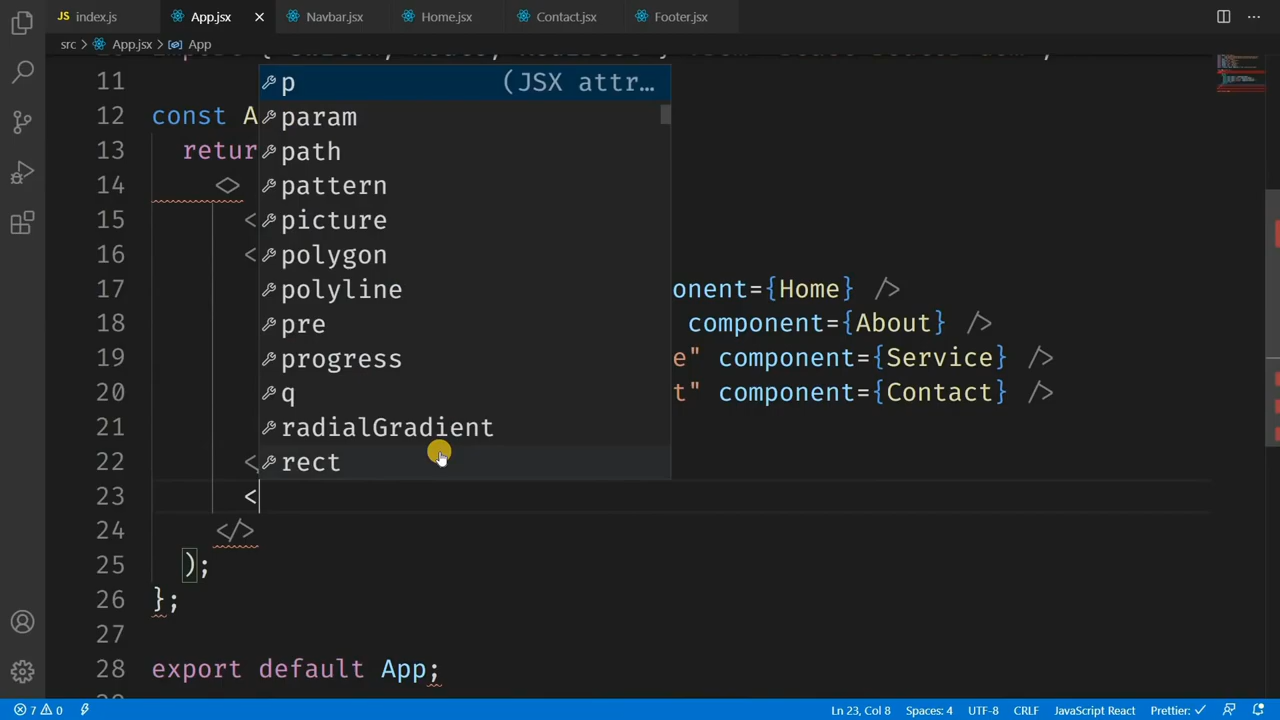 JS index.js App.jsx Navbar.jsx Home.jsx Contact.jsx Footer.jsx
src App.jsx App
11
12 const A
13 retur
14 <>
15 <
16 <
17 onent={Home} />
18 component={About} />
19 e" component={Service} />
20 t" component={Contact} />
21
22 <
23 <
24 </>
25 );
26 };
27
28 export default App;
p (JSX attr…
param
path
pattern
picture
polygon
polyline
pre
progress
q
radialGradient
rect
7 0 Ln 23, Col 8 Spaces: 4 UTF-8 CRLF JavaScript React Prettier: